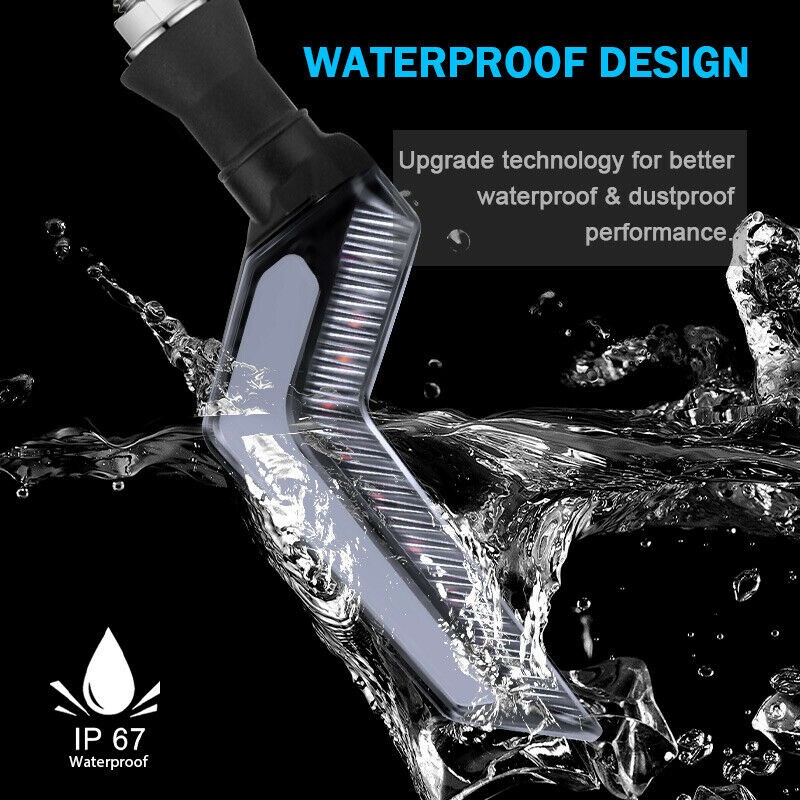 WATERPROOF DESIGN
Upgrade technology for better
waterproof & dustproof
performance.
IP 67
Waterproof